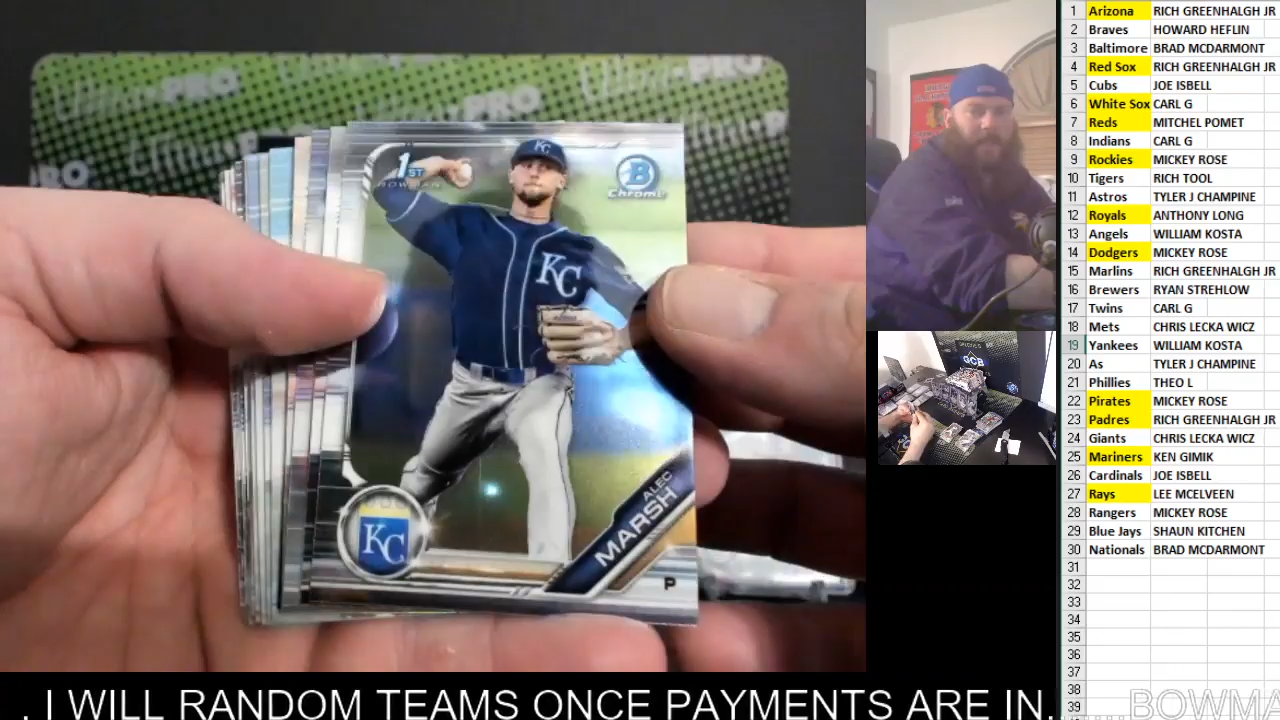 1ST
BOWMAN
B
Chrome
KC
KC
ALEC
MARSH
KC
P
PRO
PRO
GCB
1 Arizona RICH GREENHALGH JR
2 Braves HOWARD HEFLIN
3 Baltimore BRAD MCDARMONT
4 Red Sox RICH GREENHALGH JR
5 Cubs JOE ISBELL
6 White Sox CARL G
7 Reds MITCHEL POMET
8 Indians CARL G
9 Rockies MICKEY ROSE
10 Tigers RICH TOOL
11 Astros TYLER J CHAMPINE
12 Royals ANTHONY LONG
13 Angels WILLIAM KOSTA
14 Dodgers MICKEY ROSE
15 Marlins RICH GREENHALGH JR
16 Brewers RYAN STREHLOW
17 Twins CARL G
18 Mets CHRIS LECKA WICZ
19 Yankees WILLIAM KOSTA
20 As TYLER J CHAMPINE
21 Phillies THEO L
22 Pirates MICKEY ROSE
23 Padres RICH GREENHALGH JR
24 Giants CHRIS LECKA WICZ
25 Mariners KEN GIMIK
26 Cardinals JOE ISBELL
27 Rays LEE MCELVEEN
28 Rangers MICKEY ROSE
29 Blue Jays SHAUN KITCHEN
30 Nationals BRAD MCDARMONT
31
32
33
34
35
36
37
38
39
. I WILL RANDOM TEAMS ONCE PAYMENTS ARE IN.......BOWMA